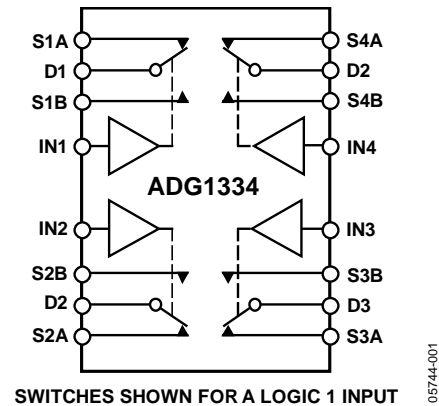 S1A
S4A
D1
D2
S1B
S4B
IN1
IN4
ADG1334
IN2
IN3
S2B
S3B
D2
D3
S2A
S3A
SWITCHES SHOWN FOR A LOGIC 1 INPUT
05744-001